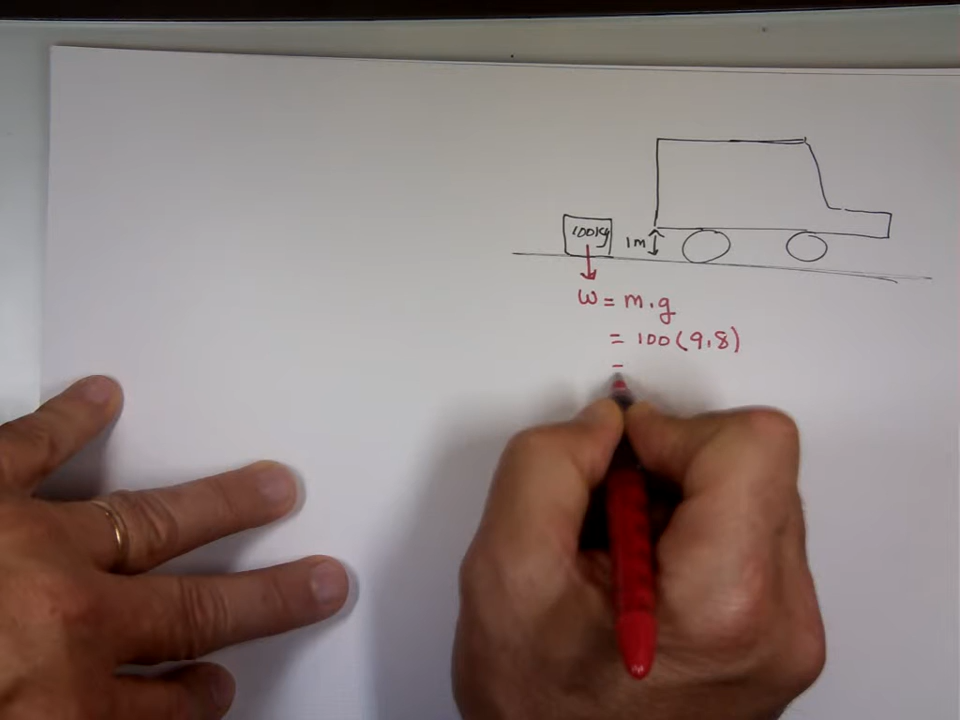 100Kg
1m
w = m.g
= 100(9,8)
=